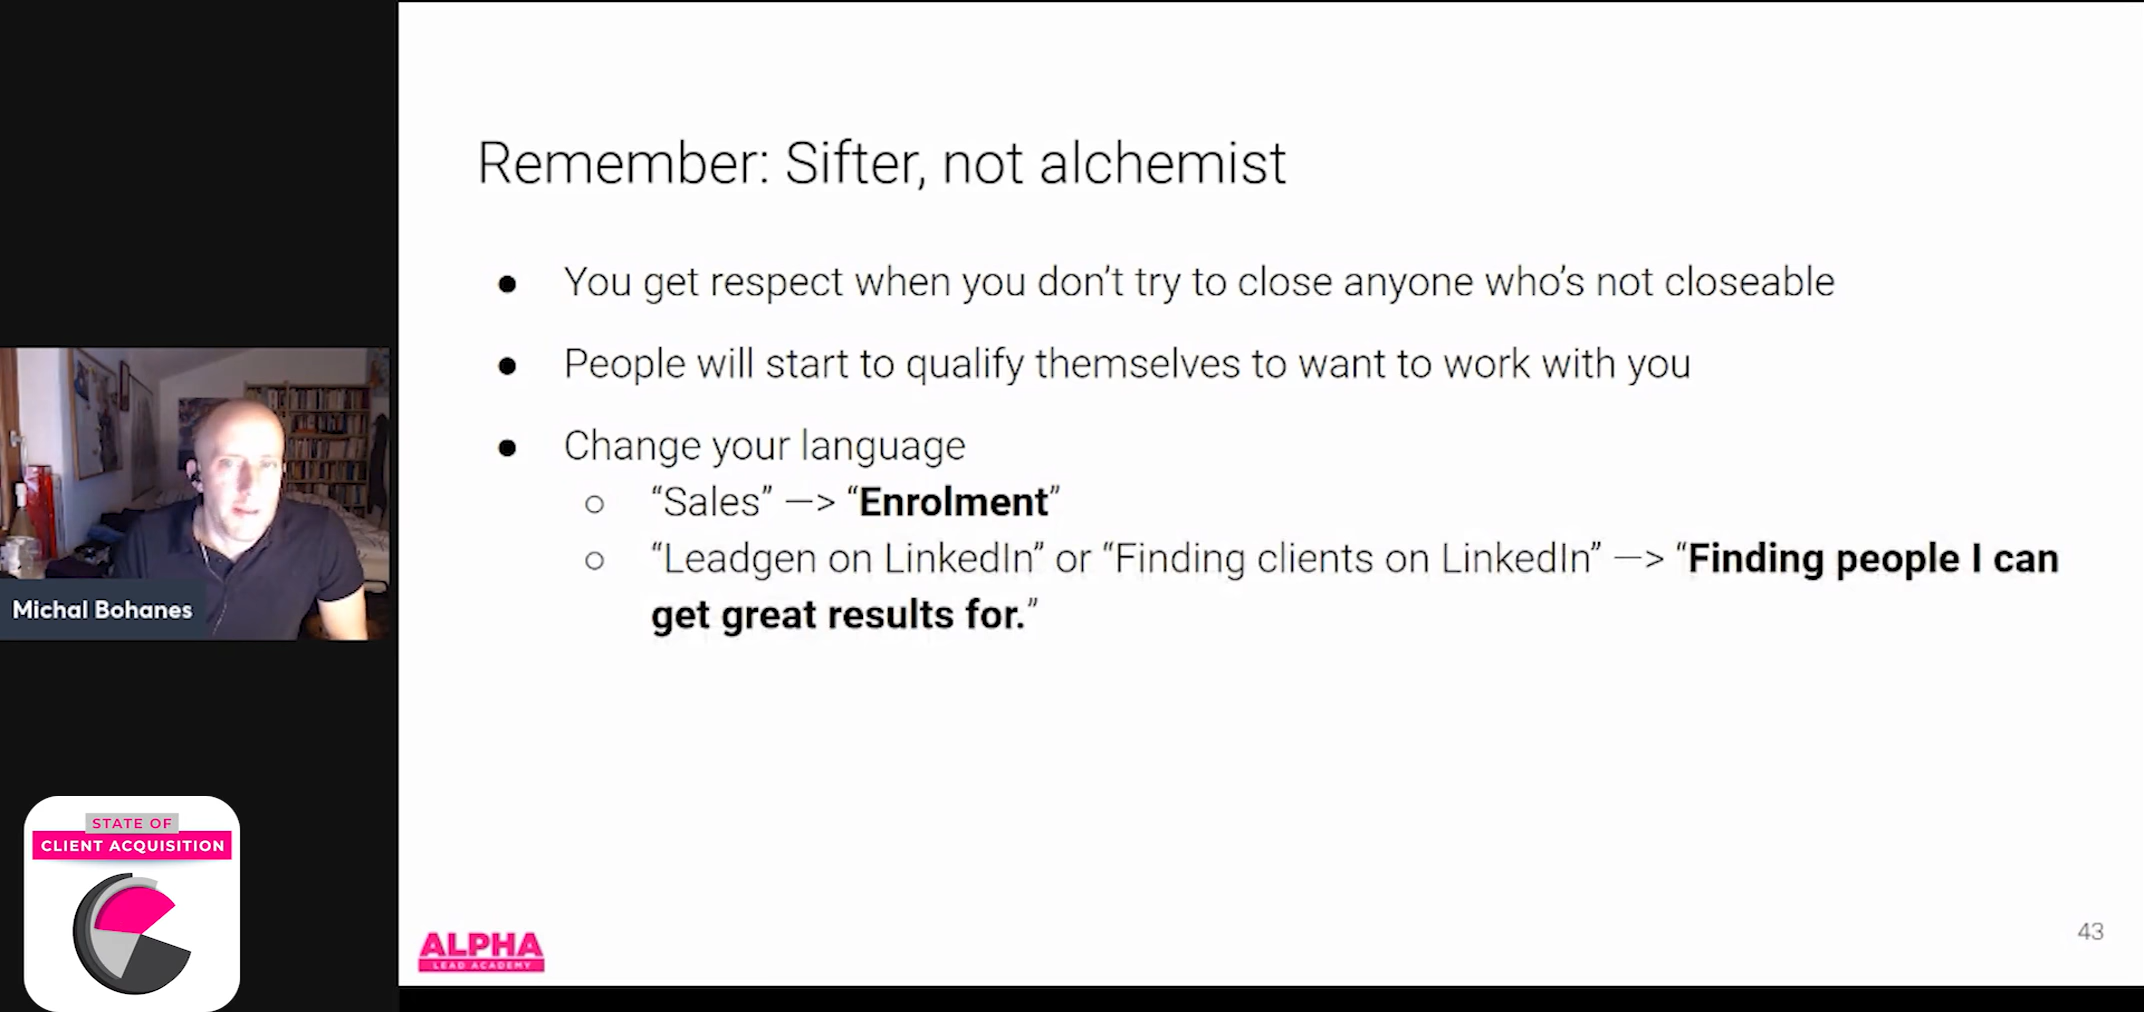 Remember: Sifter, not alchemist
● You get respect when you don’t try to close anyone who’s not closeable
● People will start to qualify themselves to want to work with you
● Change your language
○ “Sales” —> “Enrolment”
○ “Leadgen on LinkedIn” or “Finding clients on LinkedIn” —> “Finding people I can
get great results for.”
Michal Bohanes
STATE OF
CLIENT ACQUISITION
ALPHA
LEAD ACADEMY
43